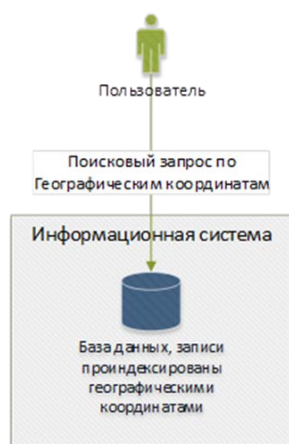 Пользователь
Поисковый запрос по
Географическим координатам
Информационная система
База данных, записи
проиндексированы
географическими
координатами